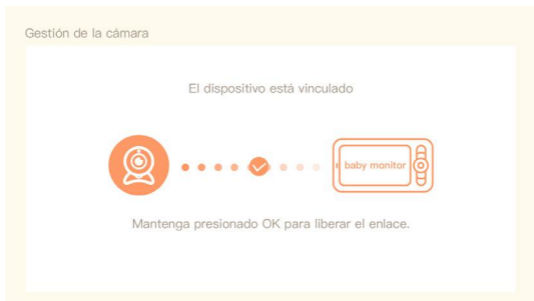 Gestión de la cámara
El dispositivo está vinculado
baby monitor
Mantenga presionado OK para liberar el enlace.